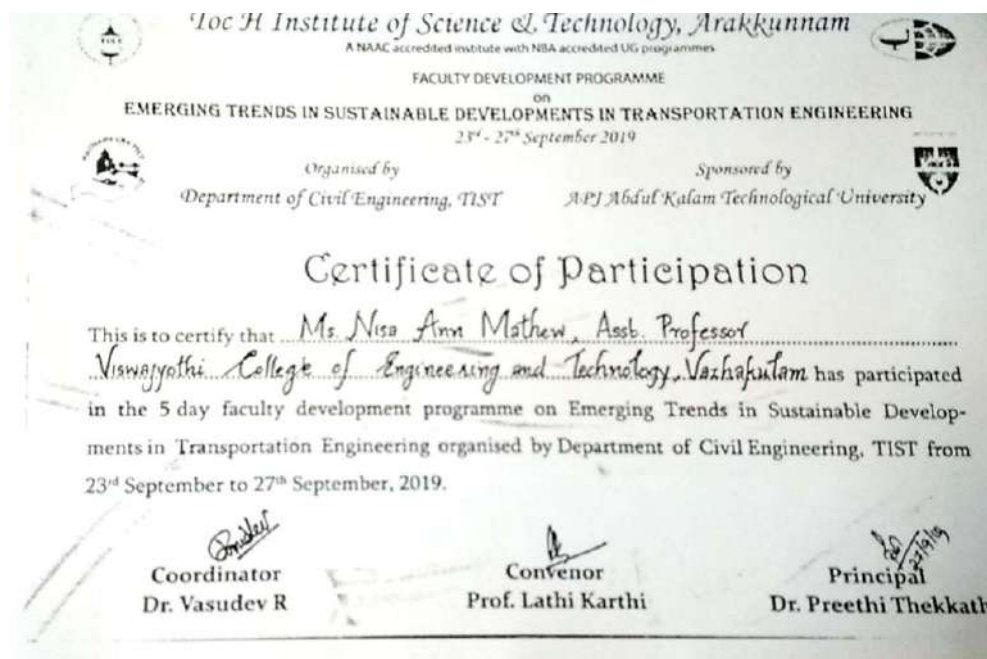 Toc H Institute of Science & Technology, Arakkunnam
A NAAC accredited institute with NBA accredited UG programmes
FACULTY DEVELOPMENT PROGRAMME
on
EMERGING TRENDS IN SUSTAINABLE DEVELOPMENTS IN TRANSPORTATION ENGINEERING
23rd - 27th September 2019
Organised by
Department of Civil Engineering, TIST
Sponsored by
APJ Abdul Kalam Technological University
Certificate of Participation
This is to certify that Ms. Nisa Ann Mathew, Asst. Professor
Viswajyothi College of Engineering and Technology, Vazhakulam has participated
in the 5 day faculty development programme on Emerging Trends in Sustainable Develop-
ments in Transportation Engineering organised by Department of Civil Engineering, TIST from
23rd September to 27th September, 2019.
27/9/19
Coordinator
Dr. Vasudev R
Convenor
Prof. Lathi Karthi
Principal
Dr. Preethi Thekkath